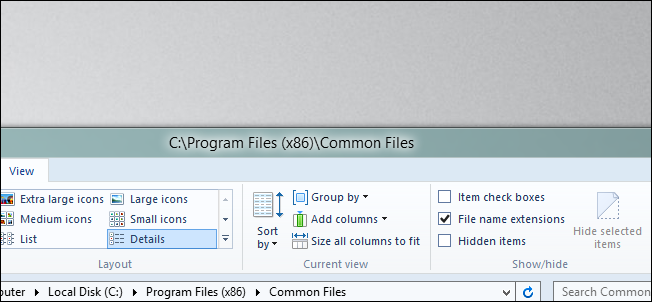 C:\Program Files (x86)\Common Files
View
Extra large icons
Large icons
Medium icons
Small icons
List
Details
Layout
Sort by
Group by
Add columns
Size all columns to fit
Current view
Item check boxes
File name extensions
Hidden items
Hide selected items
Show/hide
puter
Local Disk (C:)
Program Files (x86)
Common Files
Search Common